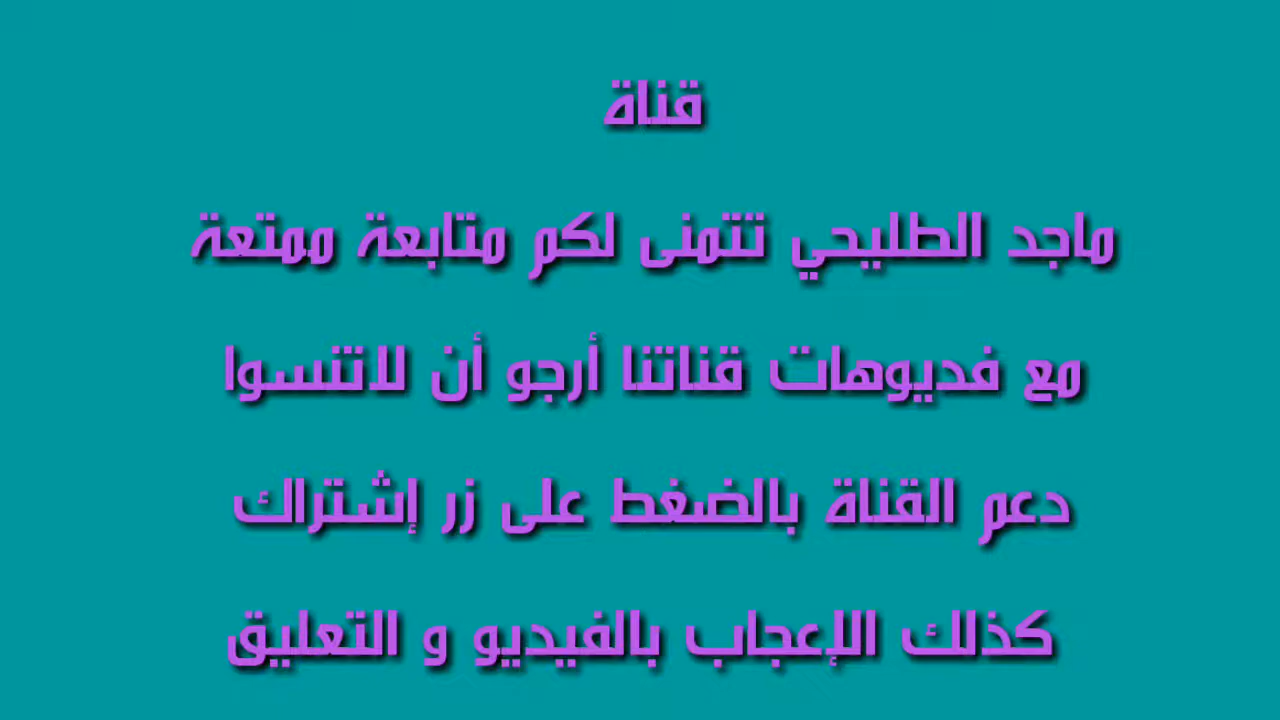 قناة
ماجد الطليحي تتمنى لكم متابعة ممتعة
مع فديوهات قناتنا أرجو أن لاتنسوا
دعم القناة بالضغط على زر إشتراك
كذلك الإعجاب بالفيديو و التعليق